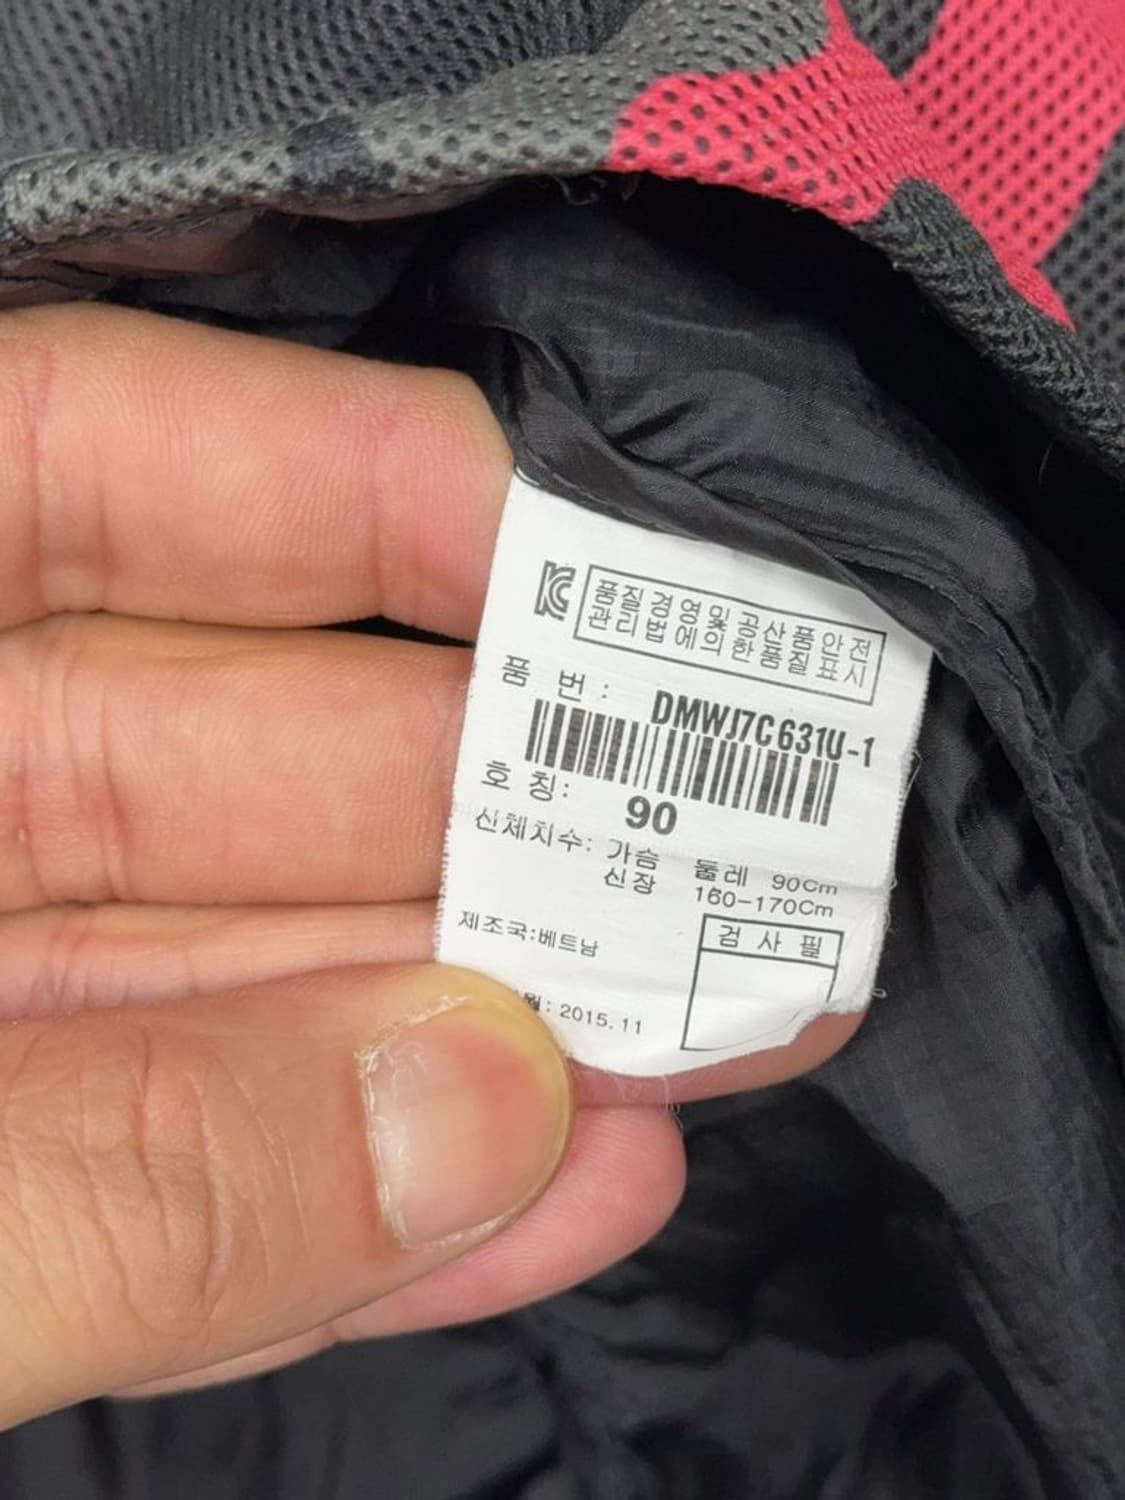 KC
품질경영및공산품안전
관리법에의한품질표시
품 번: DMWJ7C631U-1
호 칭: 90
신체치수: 가슴 둘레 90Cm
신장 160-170Cm
제조국:베트남
검 사 필
월: 2015.11